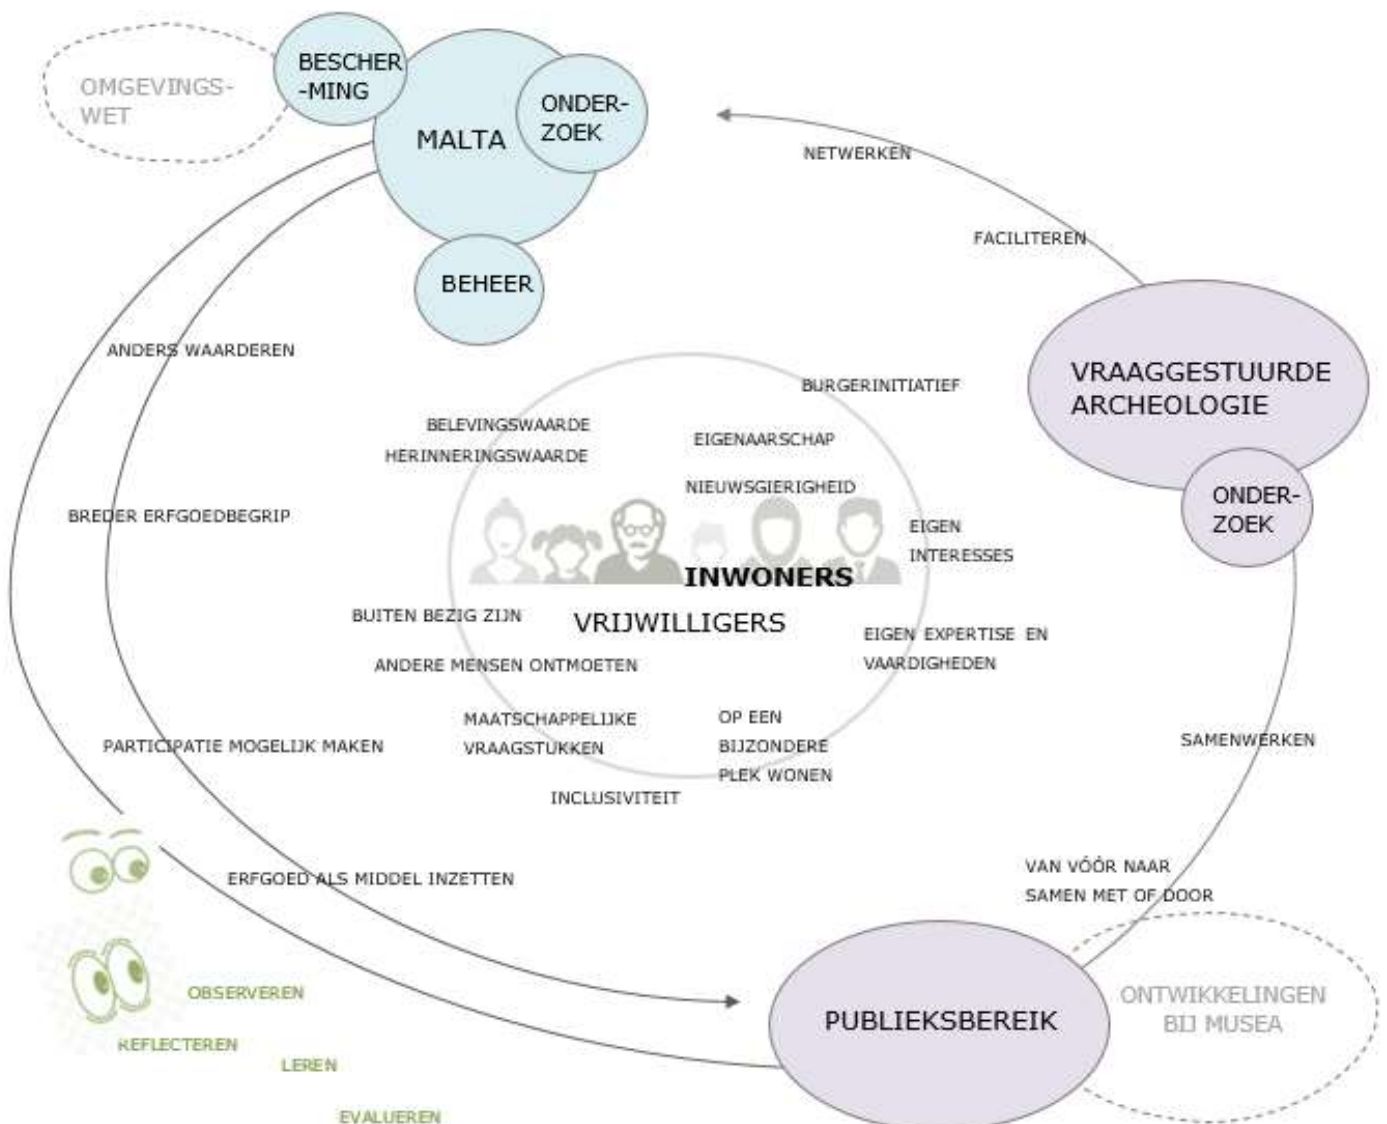 OMGEVINGS-
WET
BESCHER
-MING
MALTA
ONDER-
ZOEK
BEHEER
NETWERKEN
FACILITEREN
VRAAGGESTUURDE
ARCHEOLOGIE
ONDER-
ZOEK
ANDERS WAARDEREN
BREDER ERFGOEDBEGRIP
PARTICIPATIE MOGELIJK MAKEN
ERFGOED ALS MIDDEL INZETTEN
BURGERINITIATIEF
BELEVINGSWAARDE
HERINNERINGSWAARDE
EIGENAARSCHAP
NIEUWSGIERIGHEID
EIGEN
INTERESSES
INWONERS
VRIJWILLIGERS
BUITEN BEZIG ZIJN
ANDERE MENSEN ONTMOETEN
EIGEN EXPERTISE EN
VAARDIGHEDEN
MAATSCHAPPELIJKE
VRAAGSTUKKEN
OP EEN
BIJZONDERE
PLEK WONEN
INCLUSIVITEIT
SAMENWERKEN
VAN VÓÓR NAAR
SAMEN MET OF DOOR
PUBLIEKSBEREIK
ONTWIKKELINGEN
BIJ MUSEA
OBSERVEREN
REFLECTEREN
LEREN
EVALUEREN